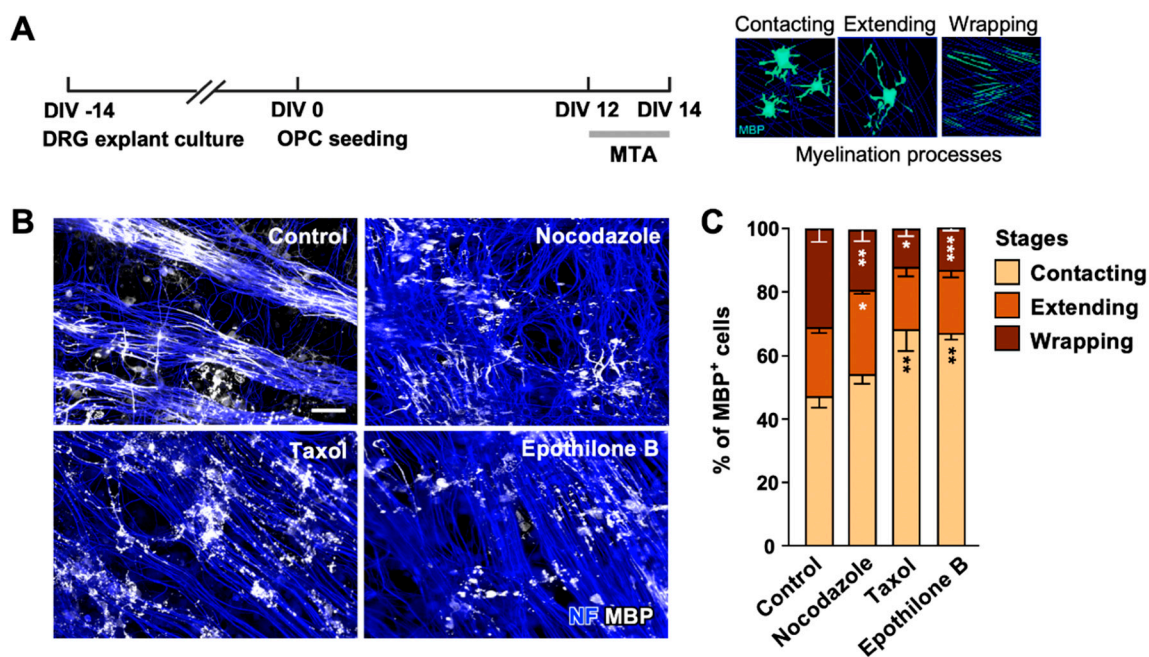 A
DIV -14
DIV 0
DIV 12
DIV 14
DRG explant culture
OPC seeding
MTA
Contacting
Extending
Wrapping
MBP
Myelination processes
B
Control
Nocodazole
Taxol
Epothilone B
NF MBP
C
% of MBP⁺ cells
100
80
60
40
20
0
**
*
*
**
***
**
Control
Nocodazole
Taxol
Epothilone B
Stages
Contacting
Extending
Wrapping